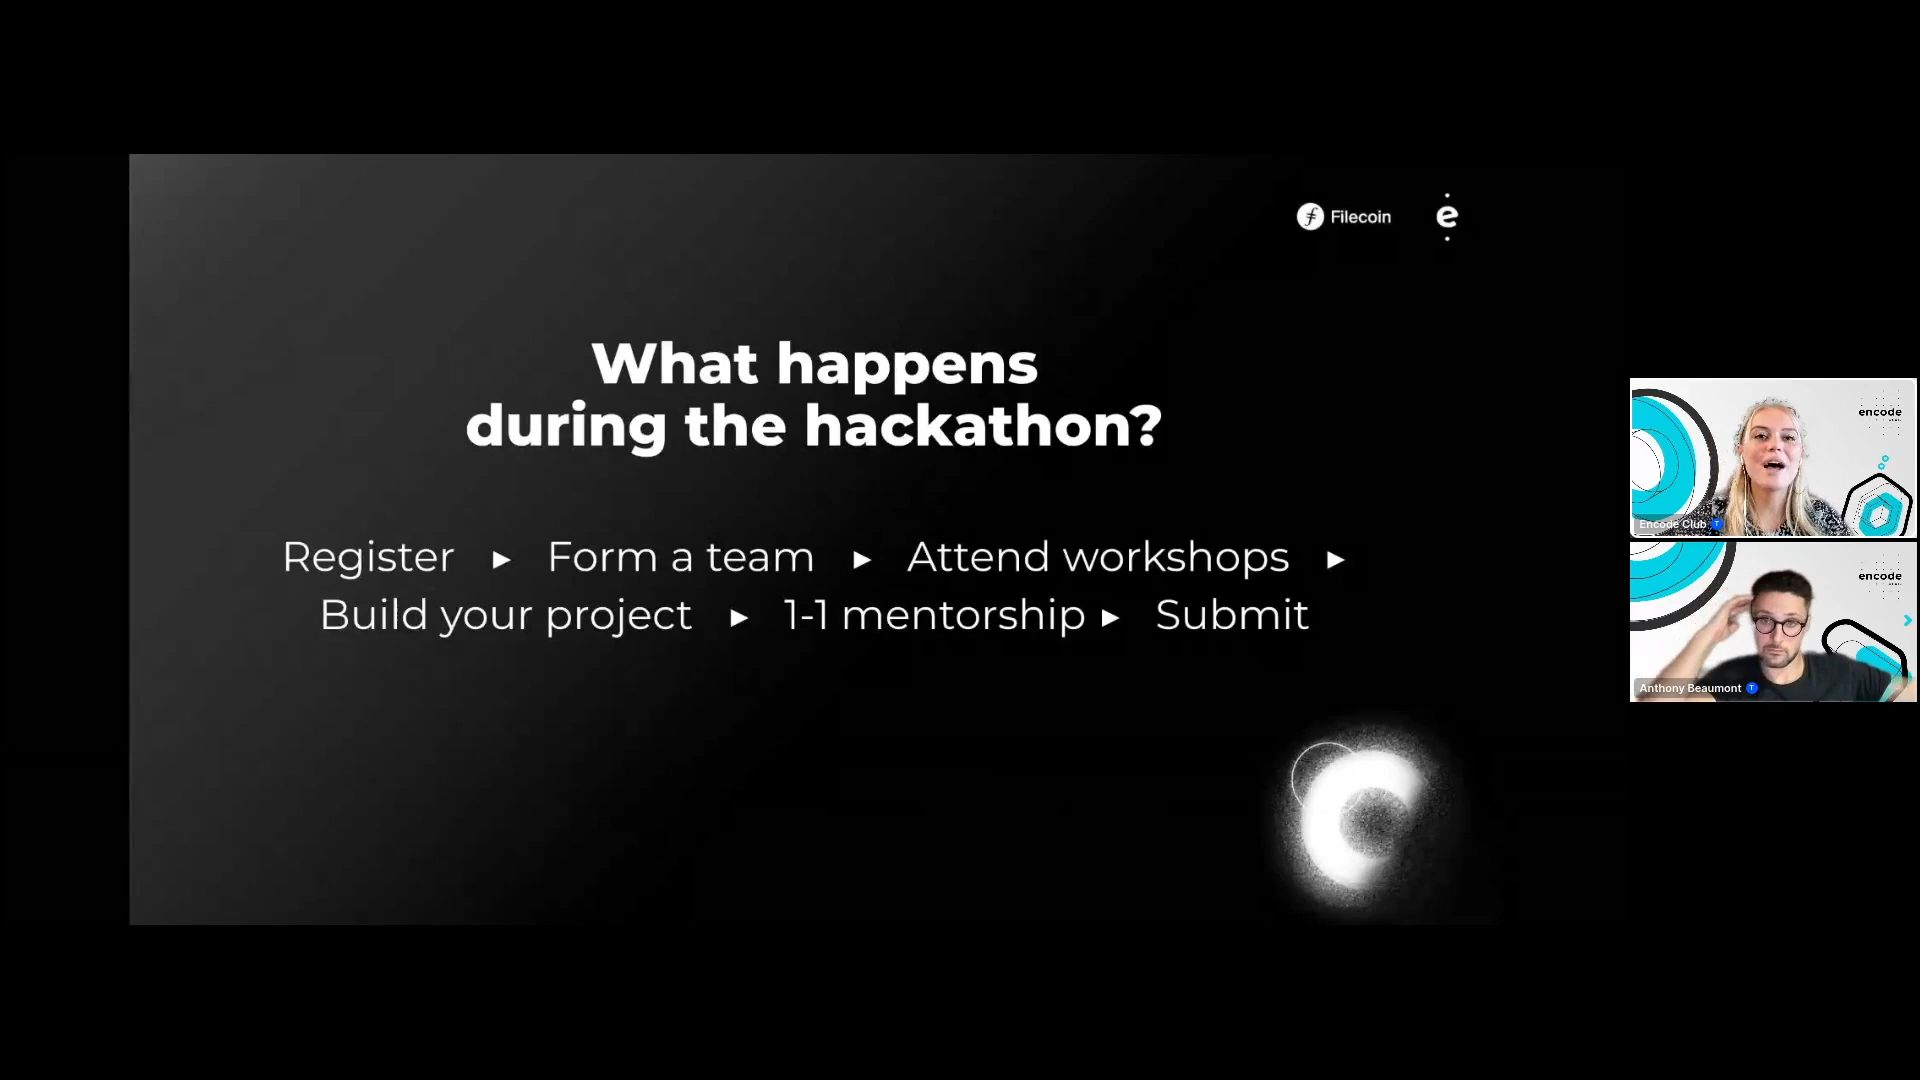 Filecoin
e
What happens
during the hackathon?
Register ▸ Form a team ▸ Attend workshops ▸
Build your project ▸ 1-1 mentorship ▸ Submit
encode
Encode Club T
encode
Anthony Beaumont T